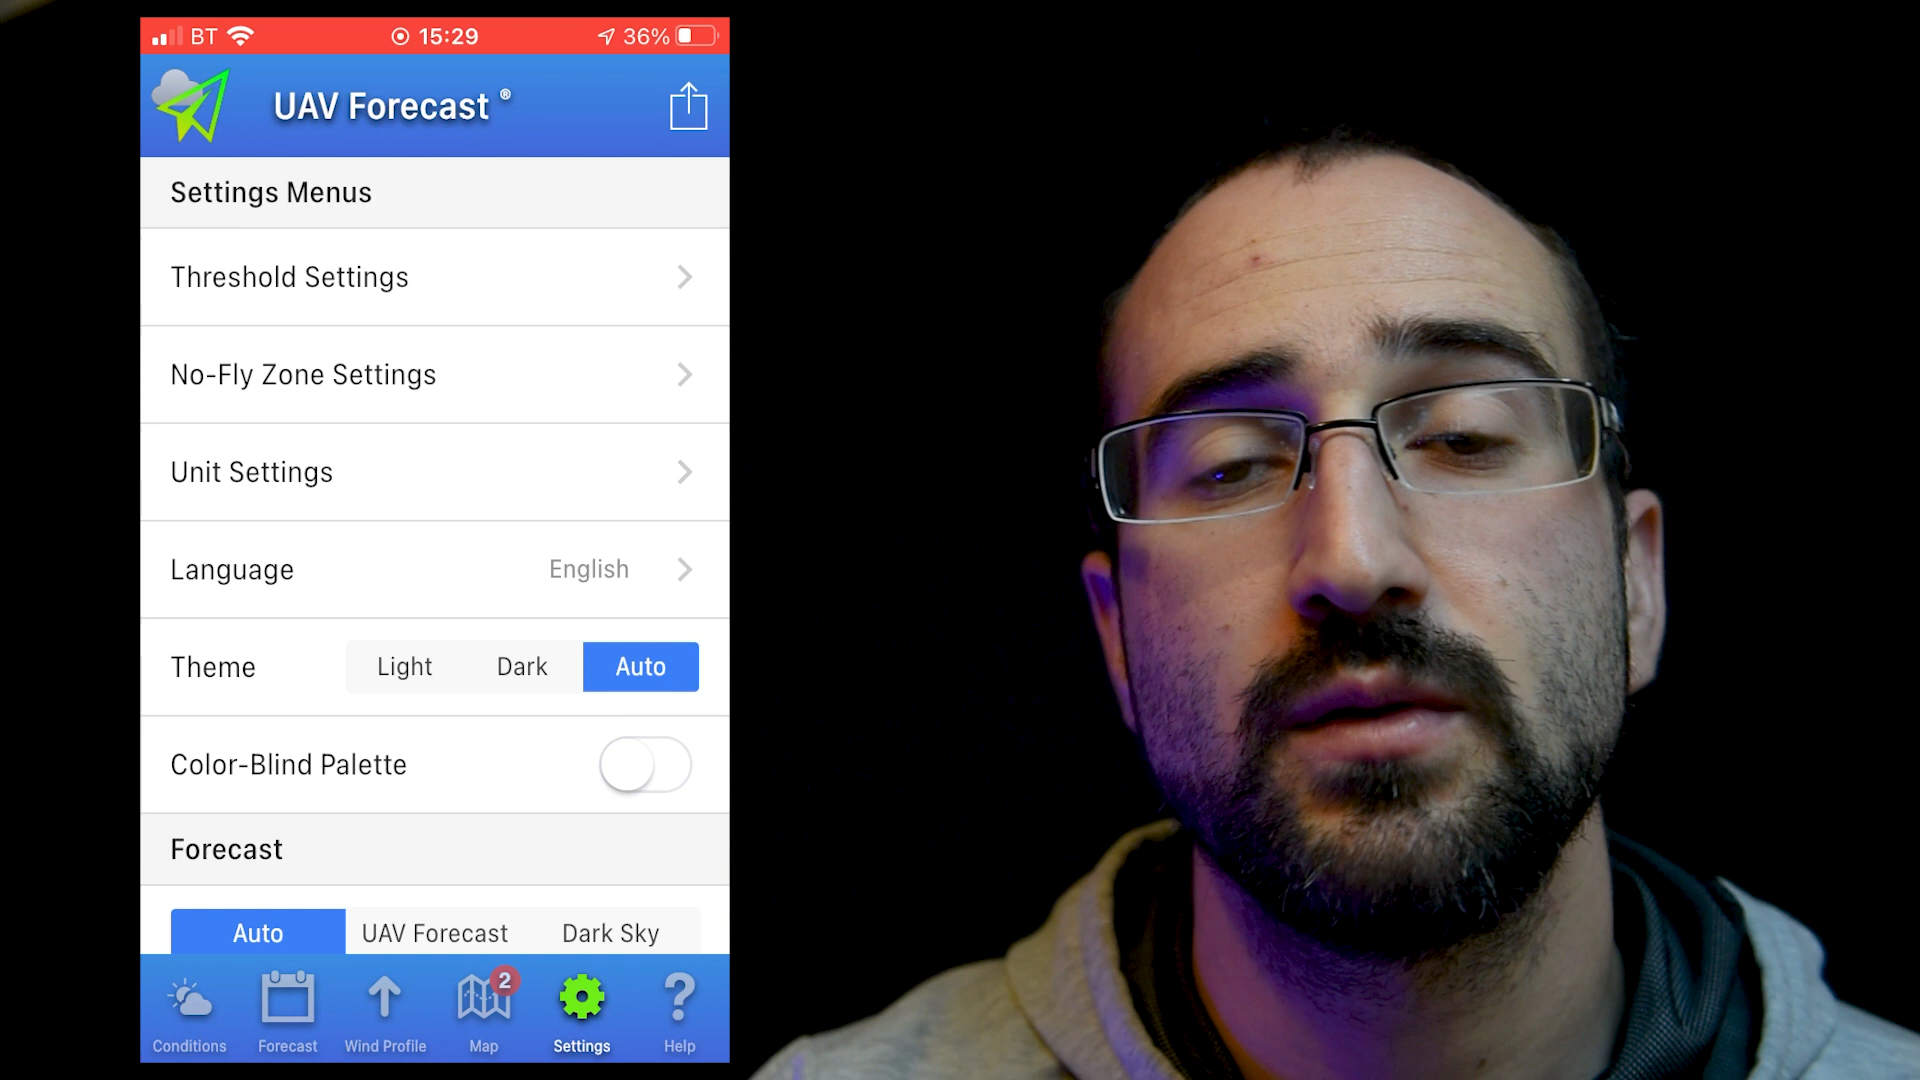 BT 15:29 36%
UAV Forecast ®
Settings Menus
Threshold Settings
No-Fly Zone Settings
Unit Settings
Language English
Theme Light Dark Auto
Color-Blind Palette
Forecast
Auto UAV Forecast Dark Sky
2
Conditions Forecast Wind Profile Map Settings Help